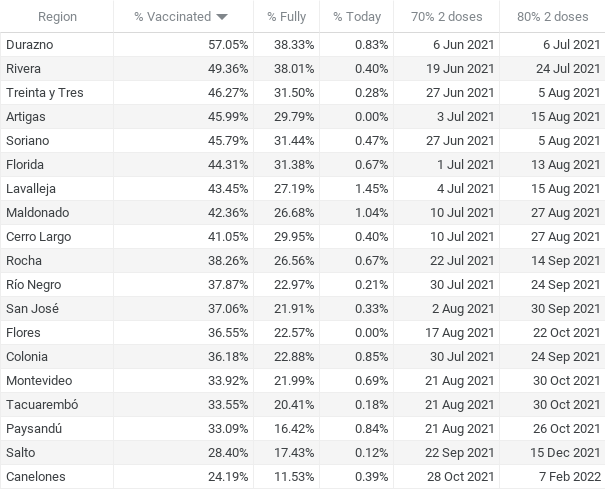 Region % Vaccinated % Fully % Today 70% 2 doses 80% 2 doses
Durazno 57.05% 38.33% 0.83% 6 Jun 2021 6 Jul 2021
Rivera 49.36% 38.01% 0.40% 19 Jun 2021 24 Jul 2021
Treinta y Tres 46.27% 31.50% 0.28% 27 Jun 2021 5 Aug 2021
Artigas 45.99% 29.79% 0.00% 3 Jul 2021 15 Aug 2021
Soriano 45.79% 31.44% 0.47% 27 Jun 2021 5 Aug 2021
Florida 44.31% 31.38% 0.67% 1 Jul 2021 13 Aug 2021
Lavalleja 43.45% 27.19% 1.45% 4 Jul 2021 15 Aug 2021
Maldonado 42.36% 26.68% 1.04% 10 Jul 2021 27 Aug 2021
Cerro Largo 41.05% 29.95% 0.40% 10 Jul 2021 27 Aug 2021
Rocha 38.26% 26.56% 0.67% 22 Jul 2021 14 Sep 2021
Río Negro 37.87% 22.97% 0.21% 30 Jul 2021 24 Sep 2021
San José 37.06% 21.91% 0.33% 2 Aug 2021 30 Sep 2021
Flores 36.55% 22.57% 0.00% 17 Aug 2021 22 Oct 2021
Colonia 36.18% 22.88% 0.85% 30 Jul 2021 24 Sep 2021
Montevideo 33.92% 21.99% 0.69% 21 Aug 2021 30 Oct 2021
Tacuarembó 33.55% 20.41% 0.18% 21 Aug 2021 30 Oct 2021
Paysandú 33.09% 16.42% 0.84% 21 Aug 2021 26 Oct 2021
Salto 28.40% 17.43% 0.12% 22 Sep 2021 15 Dec 2021
Canelones 24.19% 11.53% 0.39% 28 Oct 2021 7 Feb 2022